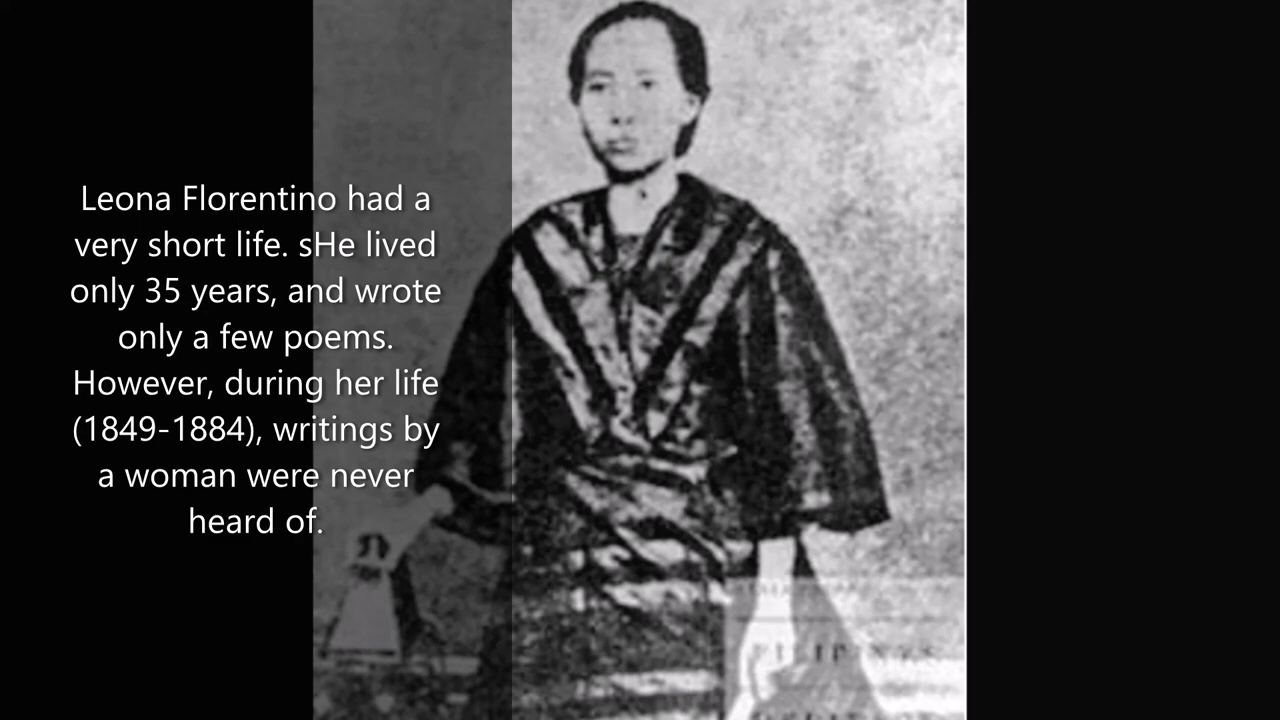 Leona Florentino had a
very short life. sHe lived
only 35 years, and wrote
only a few poems.
However, during her life
(1849-1884), writings by
a woman were never
heard of.